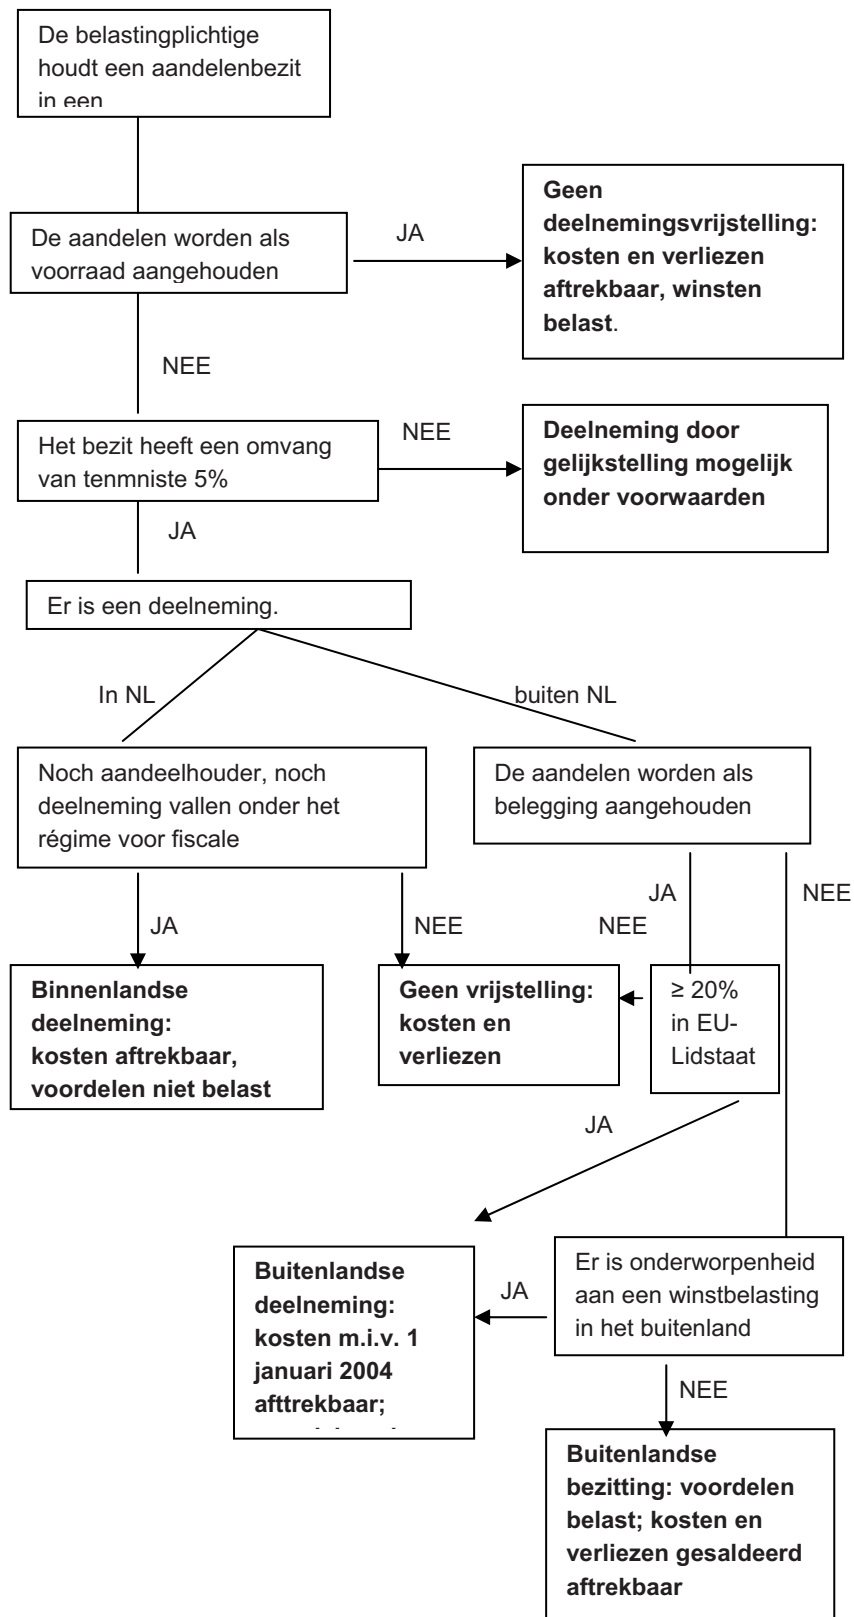 De belastingplichtige
houdt een aandelenbezit
in een
De aandelen worden als
voorraad aangehouden
JA
Geen
deelnemingsvrijstelling:
kosten en verliezen
aftrekbaar, winsten
belast.
NEE
Het bezit heeft een omvang
van tenmniste 5%
NEE
Deelneming door
gelijkstelling mogelijk
onder voorwaarden
JA
Er is een deelneming.
In NL
buiten NL
Noch aandeelhouder, noch
deelneming vallen onder het
régime voor fiscale
De aandelen worden als
belegging aangehouden
JA
NEE
JA
NEE
NEE
Binnenlandse
deelneming:
kosten aftrekbaar,
voordelen niet belast
Geen vrijstelling:
kosten en
verliezen
≥ 20%
in EU-
Lidstaat
JA
Buitenlandse
deelneming:
kosten m.i.v. 1
januari 2004
afttrekbaar;
JA
Er is onderworpenheid
aan een winstbelasting
in het buitenland
NEE
Buitenlandse
bezitting: voordelen
belast; kosten en
verliezen gesaldeerd
aftrekbaar